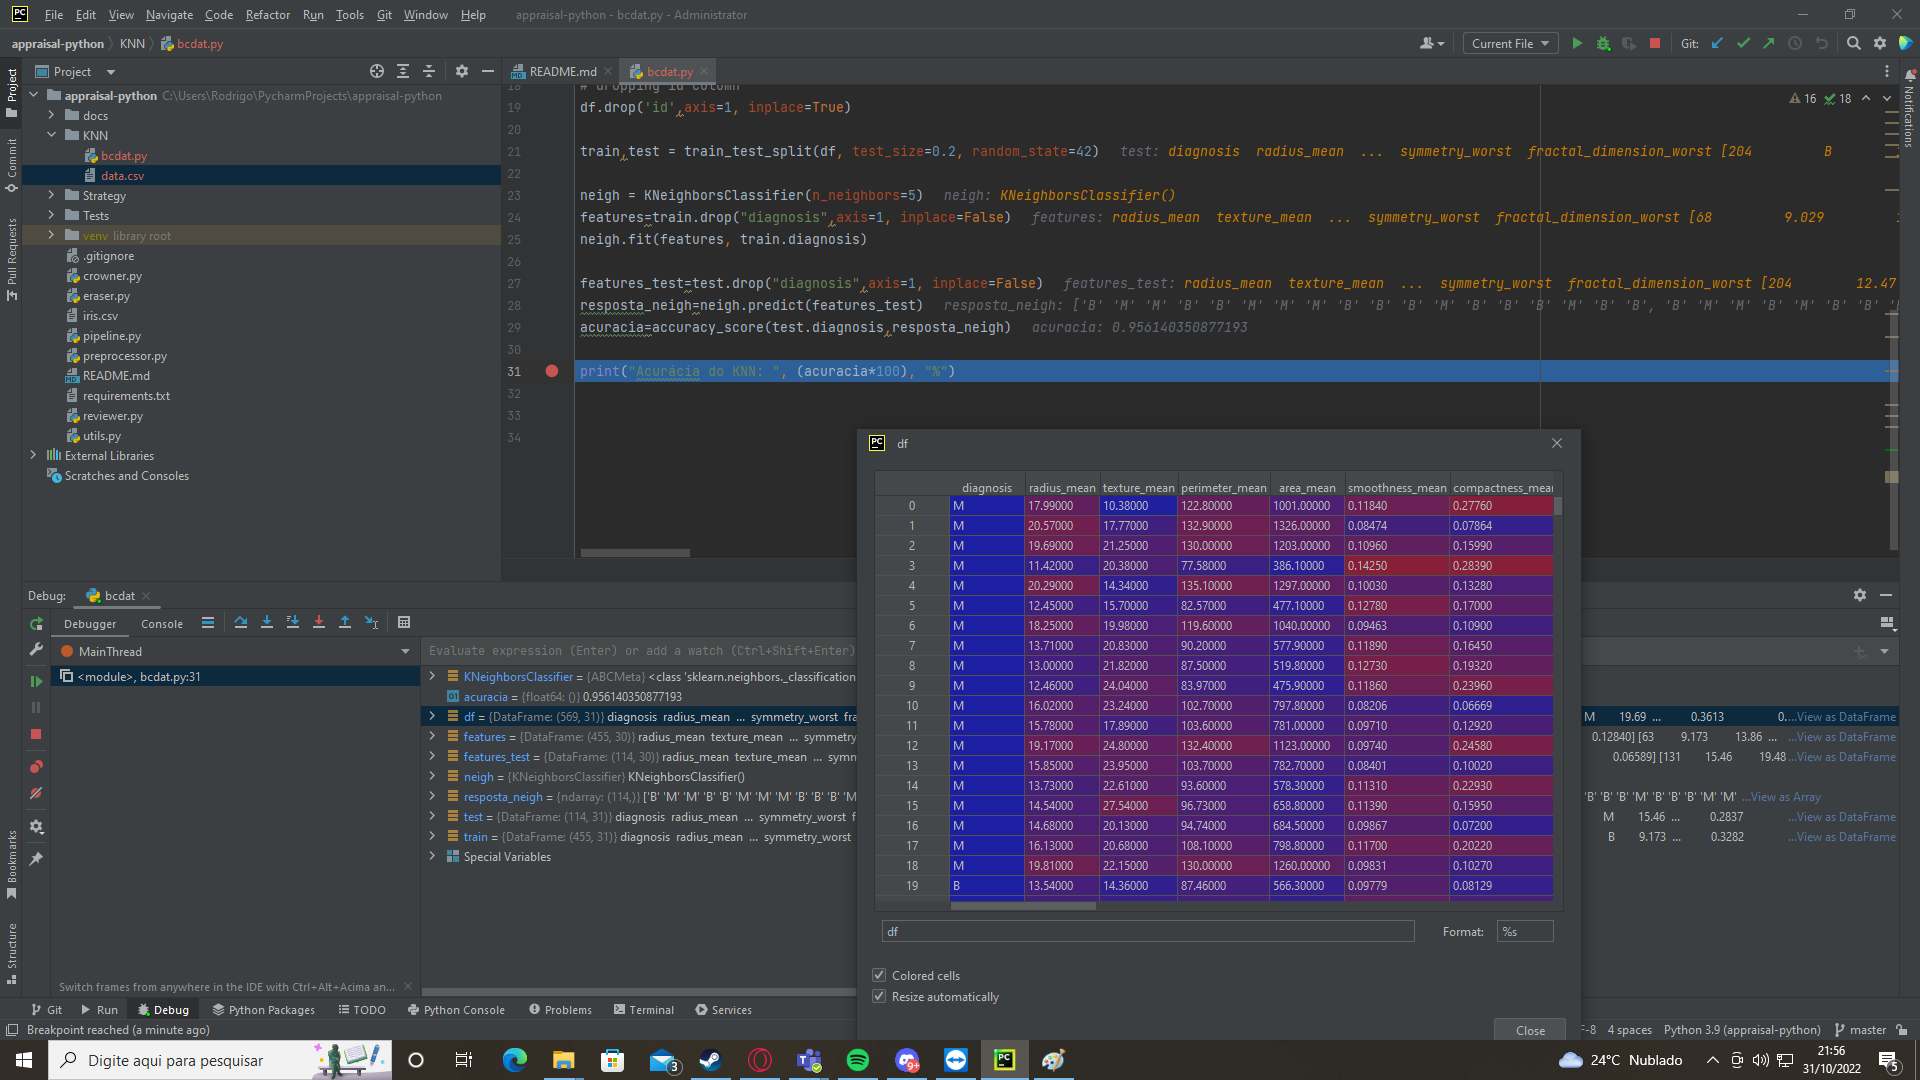 File Edit View Navigate Code Refactor Run Tools Git Window Help appraisal-python - bcdat.py - Administrator
appraisal-python KNN bcdat.py
Current File Git:
Project
README.md bcdat.py
appraisal-python C:\Users\Rodrigo\PycharmProjects\appraisal-python
docs
KNN
bcdat.py
data.csv
Strategy
Tests
venv library root
.gitignore
crowner.py
eraser.py
iris.csv
pipeline.py
preprocessor.py
README.md
requirements.txt
reviewer.py
utils.py
External Libraries
Scratches and Consoles
Project
Commit
Pull Requests
Bookmarks
Structure
Notifications
16 18
18 # dropping id column
19 df.drop('id',axis=1, inplace=True)
20
21 train,test = train_test_split(df, test_size=0.2, random_state=42) test: diagnosis radius_mean ... symmetry_worst fractal_dimension_worst [204 B
22
23 neigh = KNeighborsClassifier(n_neighbors=5) neigh: KNeighborsClassifier()
24 features=train.drop("diagnosis",axis=1, inplace=False) features: radius_mean texture_mean ... symmetry_worst fractal_dimension_worst [68 9.029
25 neigh.fit(features, train.diagnosis)
26
27 features_test=test.drop("diagnosis",axis=1, inplace=False) features_test: radius_mean texture_mean ... symmetry_worst fractal_dimension_worst [204 12.47
28 resposta_neigh=neigh.predict(features_test) resposta_neigh: ['B' 'M' 'M' 'B' 'B' 'M' 'M' 'M' 'B' 'B' 'B' 'M' 'B' 'B' 'B' 'M' 'B' 'B', 'B' 'M' 'M' 'B' 'M' 'B' 'B'
29 acuracia=accuracy_score(test.diagnosis,resposta_neigh) acuracia: 0.956140350877193
30
31 print("Acurácia do KNN: ", (acuracia*100), "%")
32
33
34
Debug: bcdat
Debugger Console
MainThread
<module>, bcdat.py:31
Evaluate expression (Enter) or add a watch (Ctrl+Shift+Enter)
KNeighborsClassifier = {ABCMeta} <class 'sklearn.neighbors._classification
acuracia = {float64: ()} 0.956140350877193
df = {DataFrame: (569, 31)} diagnosis radius_mean ... symmetry_worst fra M 19.69 ... 0.3613 0. ...View as DataFrame
features = {DataFrame: (455, 30)} radius_mean texture_mean ... symmetry 0.12840] [63 9.173 13.86 ... ...View as DataFrame
features_test = {DataFrame: (114, 30)} radius_mean texture_mean ... symm 0.06589] [131 15.46 19.48 ...View as DataFrame
neigh = {KNeighborsClassifier} KNeighborsClassifier()
resposta_neigh = {ndarray: (114,)} ['B' 'M' 'M' 'B' 'B' 'M' 'M' 'M' 'B' 'B' 'B' 'M 'B' 'B' 'B' 'M' 'B' 'B' 'B' 'M' 'M' ...View as Array
test = {DataFrame: (114, 31)} diagnosis radius_mean ... symmetry_worst f M 15.46 ... 0.2837 ...View as DataFrame
train = {DataFrame: (455, 31)} diagnosis radius_mean ... symmetry_worst B 9.173 ... 0.3282 ...View as DataFrame
Special Variables
df
diagnosis radius_mean texture_mean perimeter_mean area_mean smoothness_mean compactness_mean
0 M 17.99000 10.38000 122.80000 1001.00000 0.11840 0.27760
1 M 20.57000 17.77000 132.90000 1326.00000 0.08474 0.07864
2 M 19.69000 21.25000 130.00000 1203.00000 0.10960 0.15990
3 M 11.42000 20.38000 77.58000 386.10000 0.14250 0.28390
4 M 20.29000 14.34000 135.10000 1297.00000 0.10030 0.13280
5 M 12.45000 15.70000 82.57000 477.10000 0.12780 0.17000
6 M 18.25000 19.98000 119.60000 1040.00000 0.09463 0.10900
7 M 13.71000 20.83000 90.20000 577.90000 0.11890 0.16450
8 M 13.00000 21.82000 87.50000 519.80000 0.12730 0.19320
9 M 12.46000 24.04000 83.97000 475.90000 0.11860 0.23960
10 M 16.02000 23.24000 102.70000 797.80000 0.08206 0.06669
11 M 15.78000 17.89000 103.60000 781.00000 0.09710 0.12920
12 M 19.17000 24.80000 132.40000 1123.00000 0.09740 0.24580
13 M 15.85000 23.95000 103.70000 782.70000 0.08401 0.10020
14 M 13.73000 22.61000 93.60000 578.30000 0.11310 0.22930
15 M 14.54000 27.54000 96.73000 658.80000 0.11390 0.15950
16 M 14.68000 20.13000 94.74000 684.50000 0.09867 0.07200
17 M 16.13000 20.68000 108.10000 798.80000 0.11700 0.20220
18 M 19.81000 22.15000 130.00000 1260.00000 0.09831 0.10270
19 B 13.54000 14.36000 87.46000 566.30000 0.09779 0.08129
df Format: %s
Colored cells
Resize automatically
Close
Switch frames from anywhere in the IDE with Ctrl+Alt+Acima an...
Git Run Debug Python Packages TODO Python Console Problems Terminal Services
Breakpoint reached (a minute ago) F-8 4 spaces Python 3.9 (appraisal-python) master
Digite aqui para pesquisar 3 9+ 24°C Nublado 21:56
31/10/2022 5